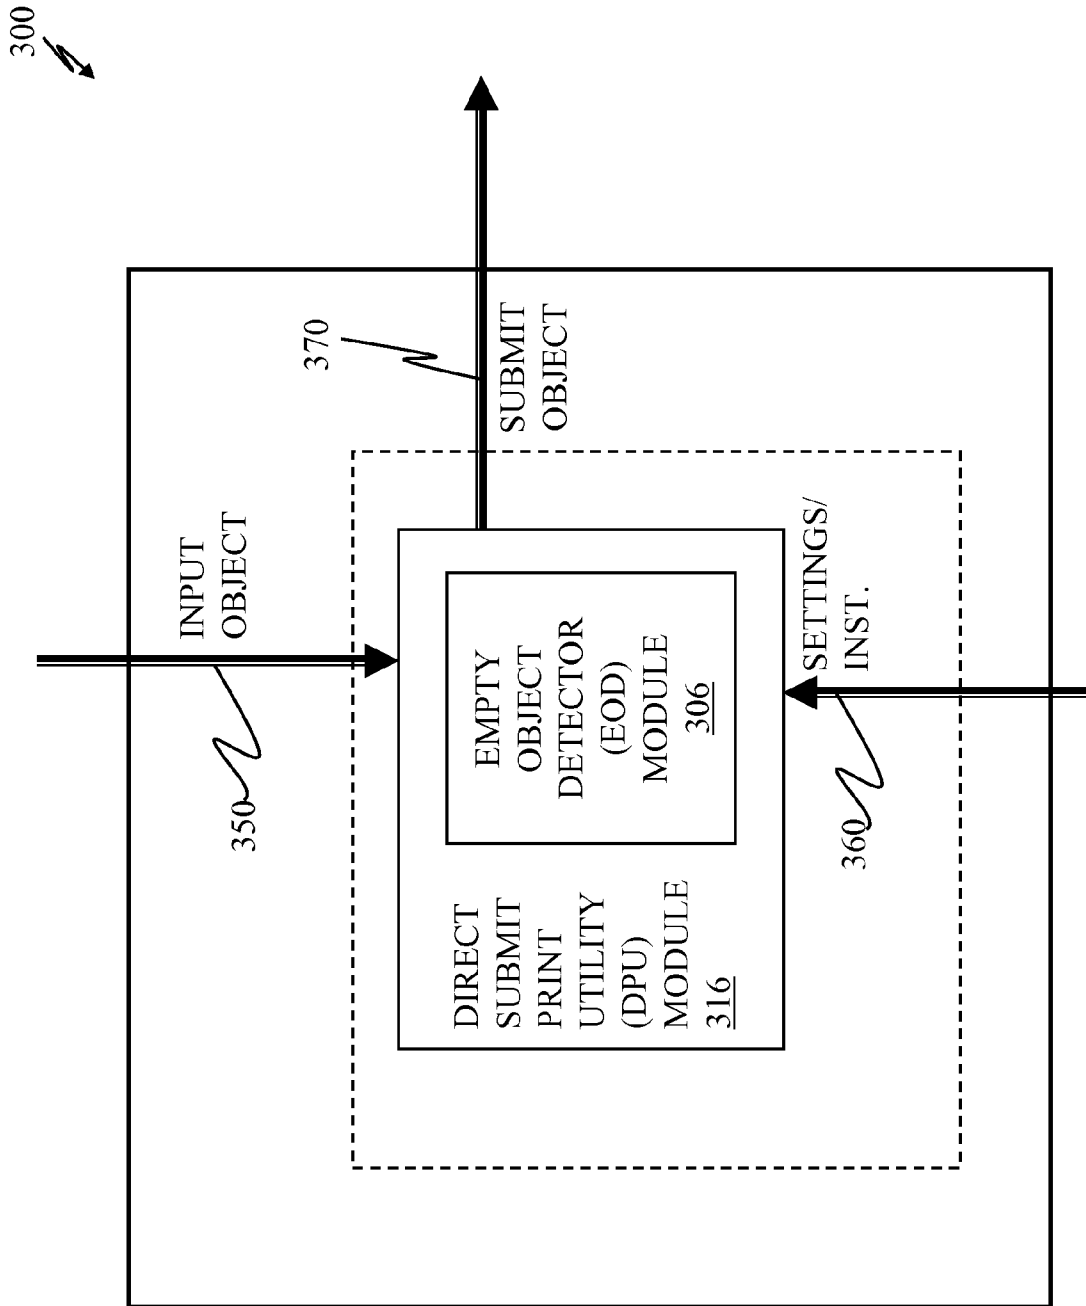 300
INPUT
OBJECT
350
370
SUBMIT
OBJECT
DIRECT
SUBMIT
PRINT
UTILITY
(DPU)
MODULE
316
EMPTY
OBJECT
DETECTOR
(EOD)
MODULE
306
SETTINGS/
INST.
360